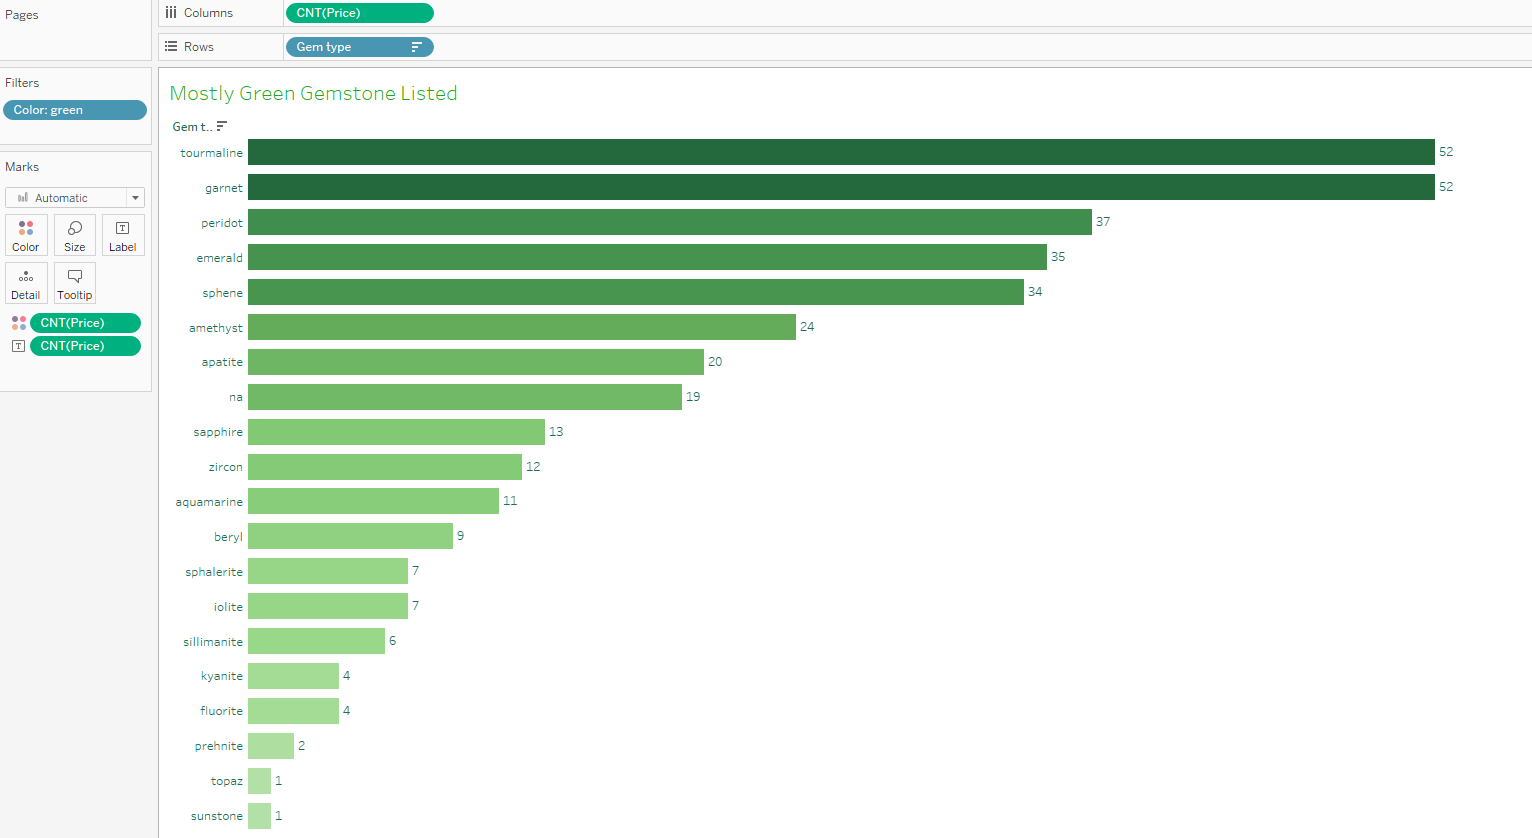 Pages
Columns CNT(Price)
Rows Gem type
Filters
Color: green
Marks
Automatic
Color Size Label
Detail Tooltip
CNT(Price)
T CNT(Price)
Mostly Green Gemstone Listed
Gem t..
tourmaline 52
garnet 52
peridot 37
emerald 35
sphene 34
amethyst 24
apatite 20
na 19
sapphire 13
zircon 12
aquamarine 11
beryl 9
sphalerite 7
iolite 7
sillimanite 6
kyanite 4
fluorite 4
prehnite 2
topaz 1
sunstone 1